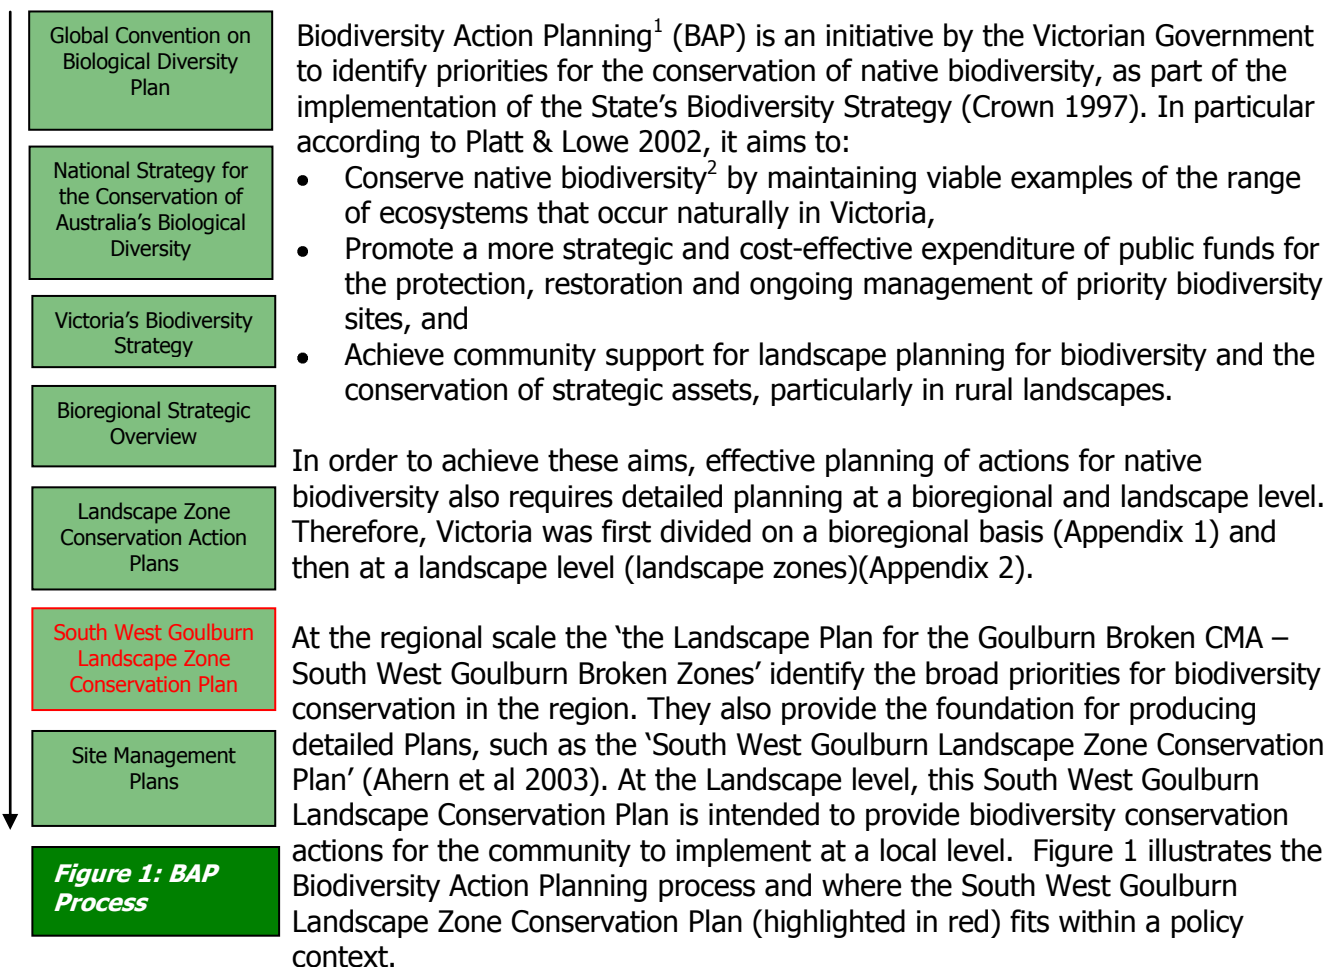 Global Convention on
Biological Diversity
Plan
National Strategy for
the Conservation of
Australia's Biological
Diversity
Victoria's Biodiversity
Strategy
Bioregional Strategic
Overview
Landscape Zone
Conservation Action
Plans
South West Goulburn
Landscape Zone
Conservation Plan
Site Management
Plans
Figure 1: BAP
Process
Biodiversity Action Planning1 (BAP) is an initiative by the Victorian Government
to identify priorities for the conservation of native biodiversity, as part of the
implementation of the State's Biodiversity Strategy (Crown 1997). In particular
according to Platt & Lowe 2002, it aims to:
• Conserve native biodiversity2 by maintaining viable examples of the range
of ecosystems that occur naturally in Victoria,
• Promote a more strategic and cost-effective expenditure of public funds for
the protection, restoration and ongoing management of priority biodiversity
sites, and
• Achieve community support for landscape planning for biodiversity and the
conservation of strategic assets, particularly in rural landscapes.
In order to achieve these aims, effective planning of actions for native
biodiversity also requires detailed planning at a bioregional and landscape level.
Therefore, Victoria was first divided on a bioregional basis (Appendix 1) and
then at a landscape level (landscape zones)(Appendix 2).
At the regional scale the 'the Landscape Plan for the Goulburn Broken CMA –
South West Goulburn Broken Zones' identify the broad priorities for biodiversity
conservation in the region. They also provide the foundation for producing
detailed Plans, such as the 'South West Goulburn Landscape Zone Conservation
Plan' (Ahern et al 2003). At the Landscape level, this South West Goulburn
Landscape Conservation Plan is intended to provide biodiversity conservation
actions for the community to implement at a local level.  Figure 1 illustrates the
Biodiversity Action Planning process and where the South West Goulburn
Landscape Zone Conservation Plan (highlighted in red) fits within a policy
context.